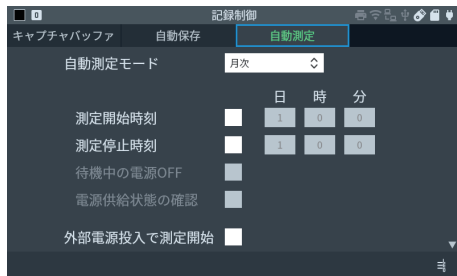 0 記録制御
キャプチャバッファ 自動保存 自動測定
自動測定モード 月次
日 時 分
測定開始時刻 1 0 0
測定停止時刻 1 0 0
待機中の電源OFF
電源供給状態の確認
外部電源投入で測定開始